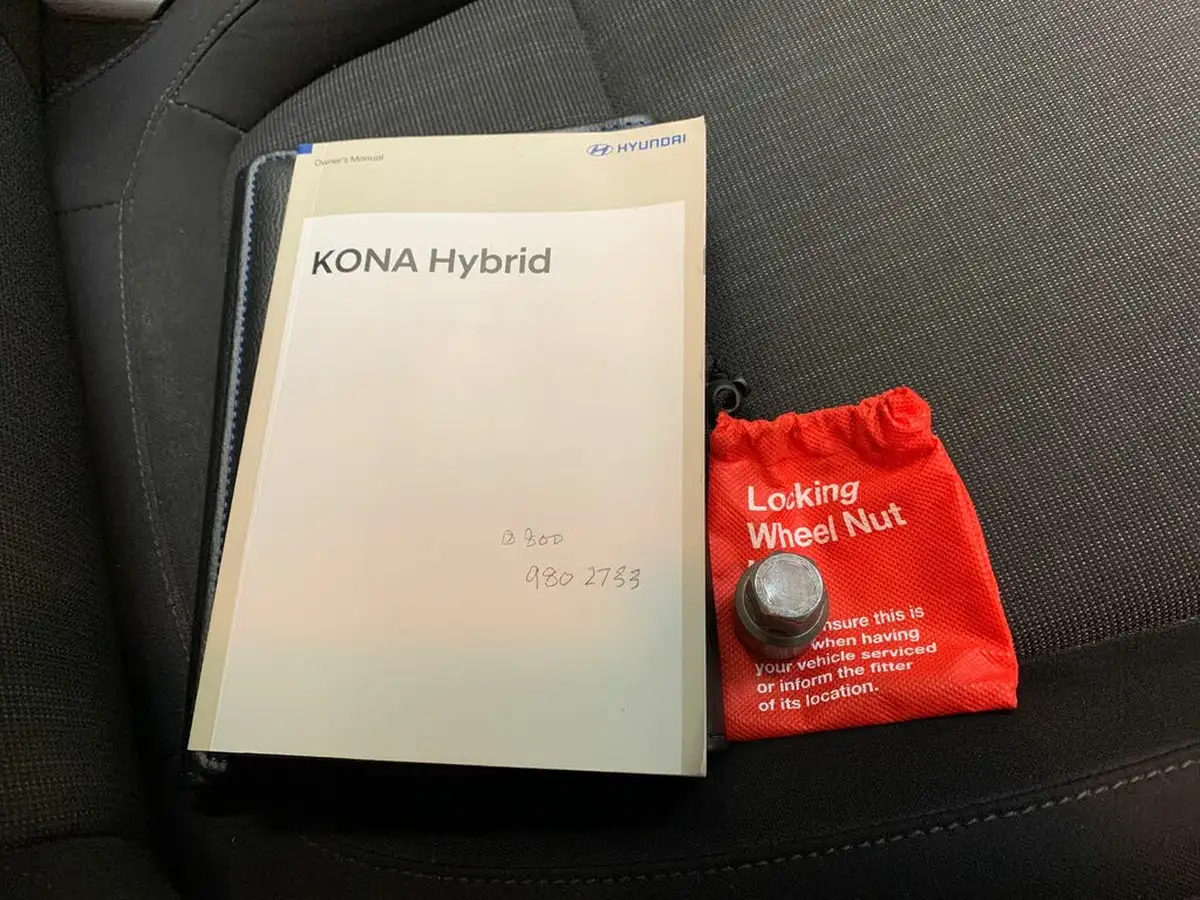 Owner's Manual
HYUNDAI
KONA Hybrid
0800
980 2733
Locking
Wheel Nut
nsure this is
when having
your vehicle serviced
or inform the fitter
of its location.